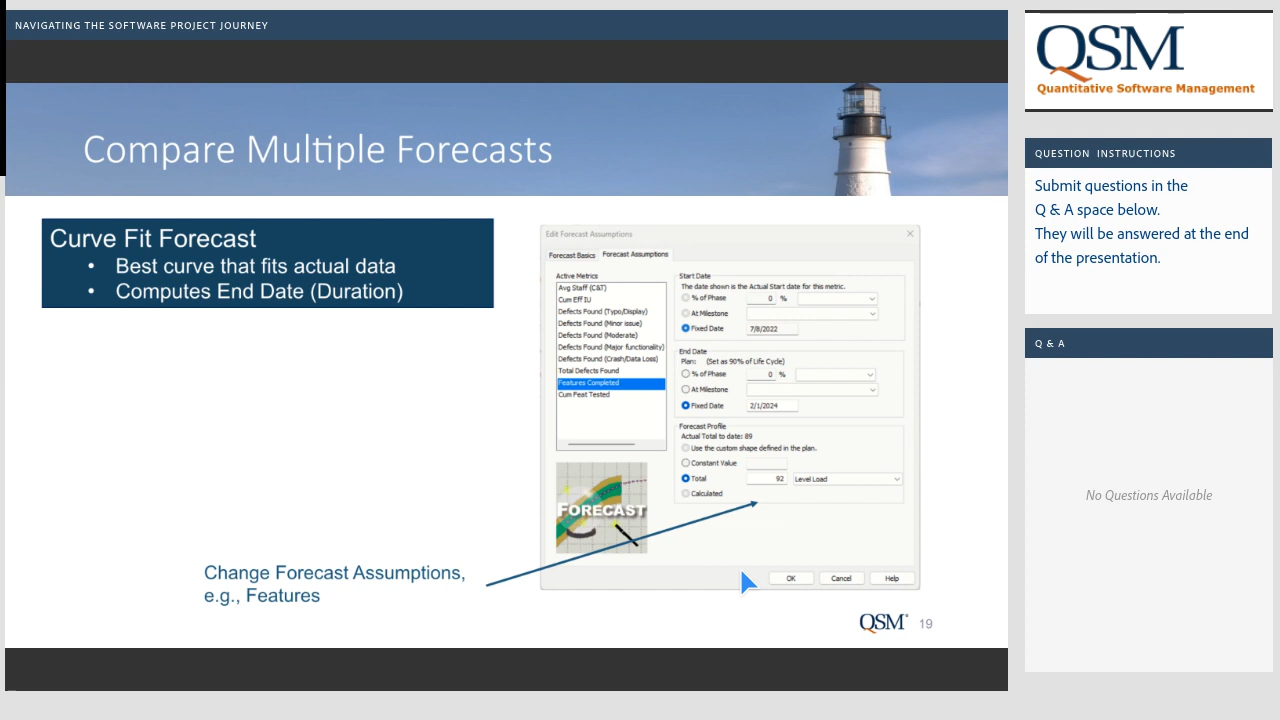 NAVIGATING THE SOFTWARE PROJECT JOURNEY
Compare Multiple Forecasts
Curve Fit Forecast
• Best curve that fits actual data
• Computes End Date (Duration)
Change Forecast Assumptions,
e.g., Features
Edit Forecast Assumptions
Forecast Basics Forecast Assumptions
Active Metrics
Avg Staff (C&T)
Cum Eff IU
Defects Found (Typo/Display)
Defects Found (Minor issue)
Defects Found (Moderate)
Defects Found (Major functionality)
Defects Found (Crash/Data Loss)
Total Defects Found
Features Completed
Cum Feat Tested
FORECAST
Start Date
The date shown is the Actual Start date for this metric.
% of Phase 0 %
At Milestone
Fixed Date 7/8/2022
End Date
Plan: (Set as 90% of Life Cycle)
% of Phase 0 %
At Milestone
Fixed Date 2/1/2024
Forecast Profile
Actual Total to date: 89
Use the custom shape defined in the plan.
Constant Value
Total 92 Level Load
Calculated
OK Cancel Help
QSM 19
QSM
Quantitative Software Management
QUESTION INSTRUCTIONS
Submit questions in the
Q & A space below.
They will be answered at the end
of the presentation.
Q & A
No Questions Available